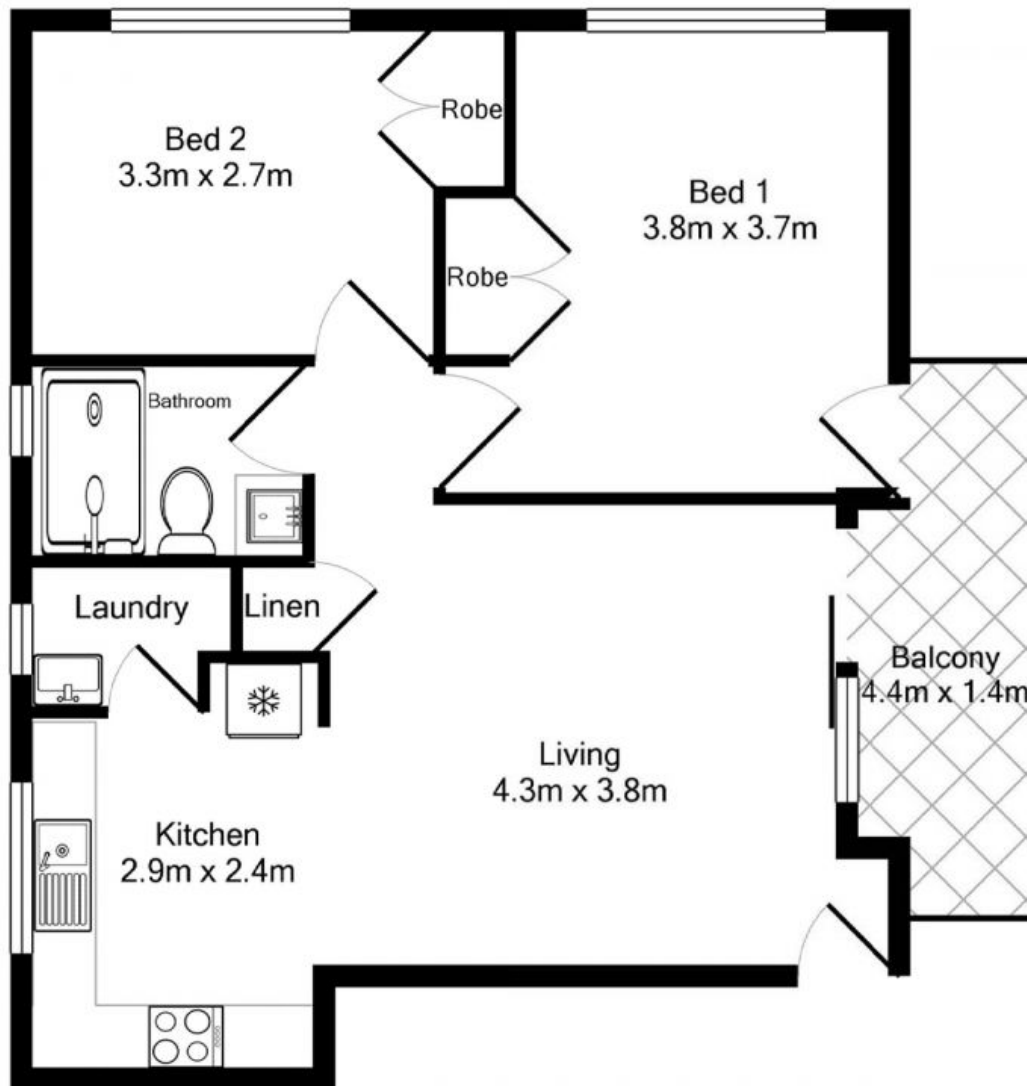 Bed 2
3.3m x 2.7m
Robe
Bed 1
3.8m x 3.7m
Robe
Bathroom
Laundry
Linen
Balcony
4.4m x 1.4m
Living
4.3m x 3.8m
Kitchen
2.9m x 2.4m